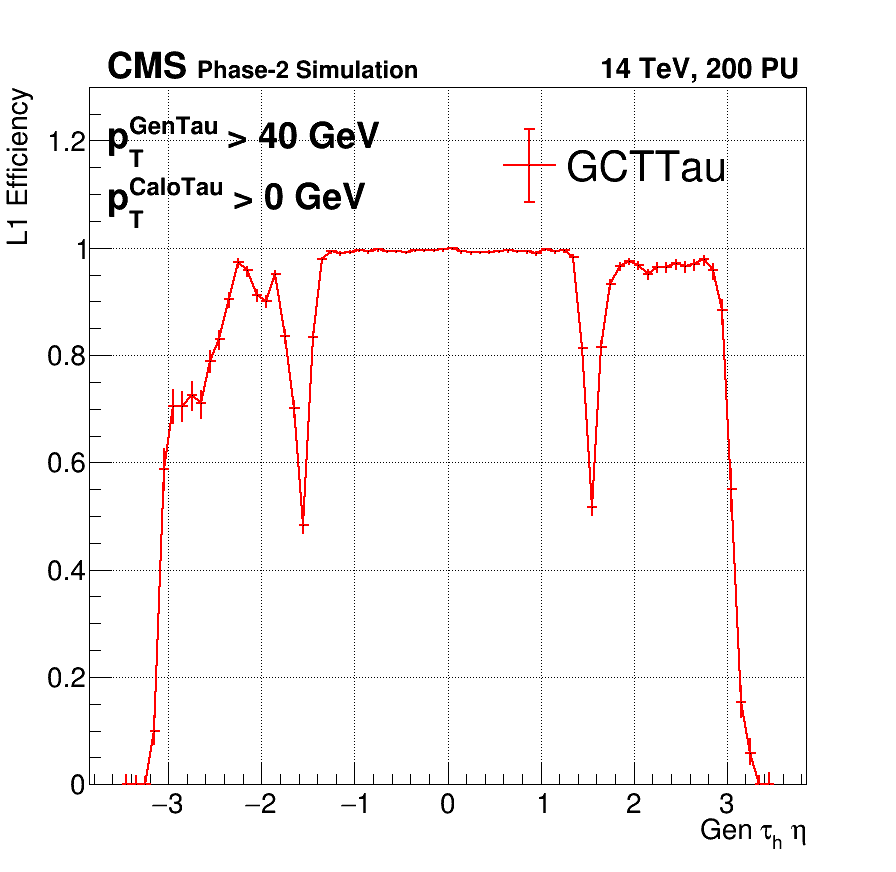 CMS Phase-2 Simulation 14 TeV, 200 PU
L1 Efficiency
p_T^GenTau > 40 GeV
p_T^CaloTau > 0 GeV
GCTTau
1.2
1
0.8
0.6
0.4
0.2
0
−3 −2 −1 0 1 2 3
Gen τ_h η